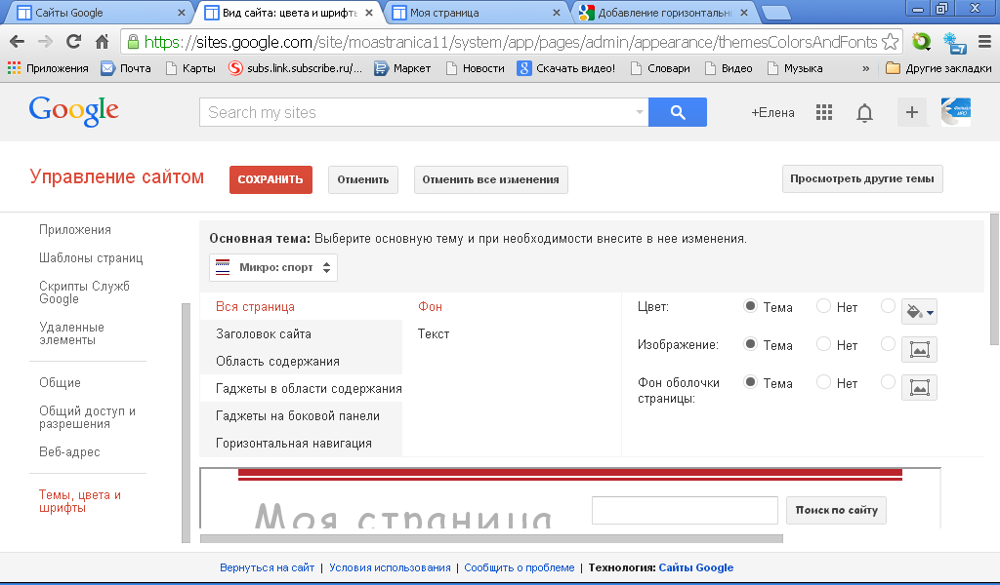 Сайты Google
Вид сайта: цвета и шрифть
Моя страница
Добавление горизонтальн
https://sites.google.com/site/moastranica11/system/app/pages/admin/appearance/themesColorsAndFonts
7
Приложения
Почта
Карты
subs.link.subscribe.ru/...
Маркет
Новости
Скачать видео!
Словари
Видео
Музыка
»
Другие закладки
Google
Search my sites
+Елена
Управление сайтом
СОХРАНИТЬ
Отменить
Отменить все изменения
Просмотреть другие темы
Приложения
Шаблоны страниц
Скрипты Служб
Google
Удаленные
элементы
Общие
Общий доступ и
разрешения
Веб-адрес
Темы, цвета и
шрифты
Основная тема: Выберите основную тему и при необходимости внесите в нее изменения.
Микро: спорт
Вся страница
Заголовок сайта
Область содержания
Гаджеты в области содержания
Гаджеты на боковой панели
Горизонтальная навигация
Фон
Текст
Цвет: Тема Нет
Изображение: Тема Нет
Фон оболочки
страницы: Тема Нет
Моя страница
Поиск по сайту
Вернуться на сайт | Условия использования | Сообщить о проблеме | Технология: Сайты Google